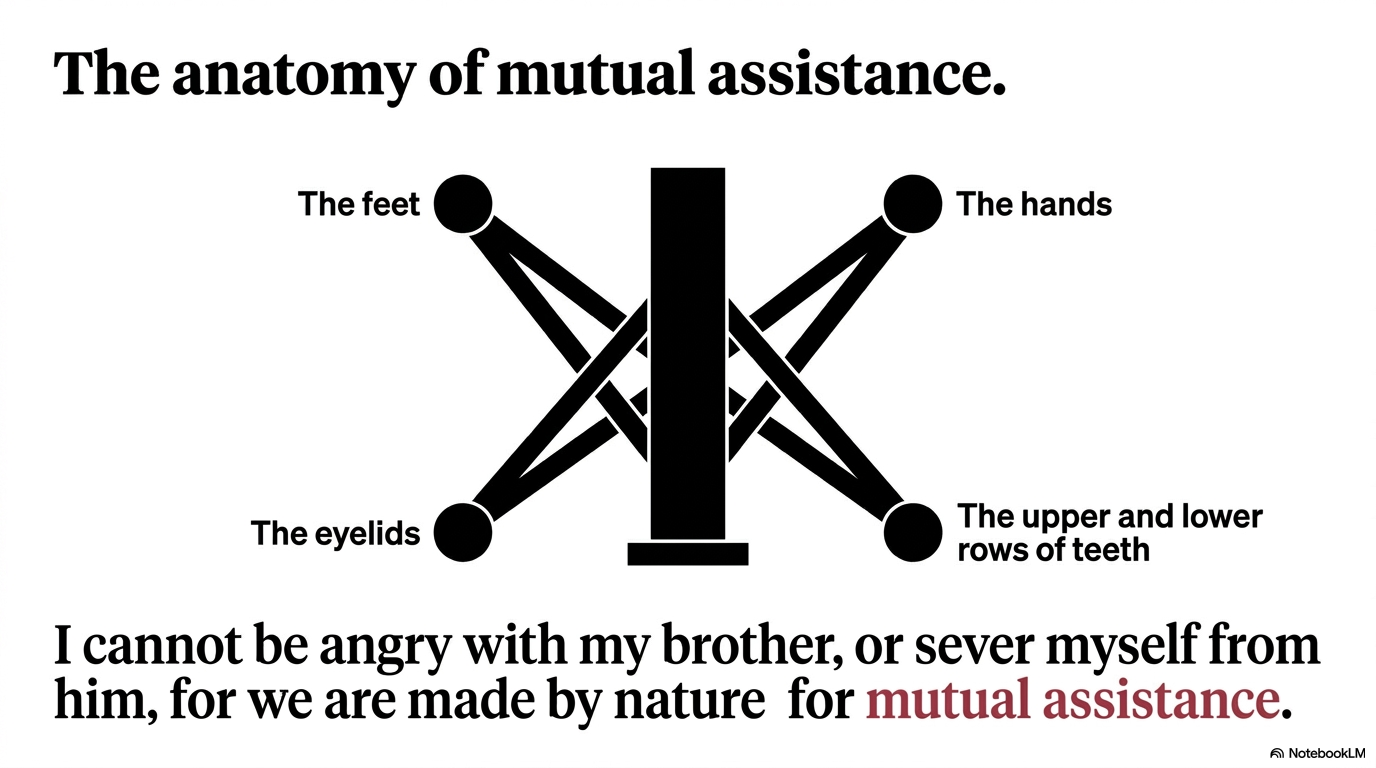 The anatomy of mutual assistance.
The feet
The hands
The eyelids
The upper and lower
rows of teeth
I cannot be angry with my brother, or sever myself from
him, for we are made by nature  for mutual assistance.
NotebookLM